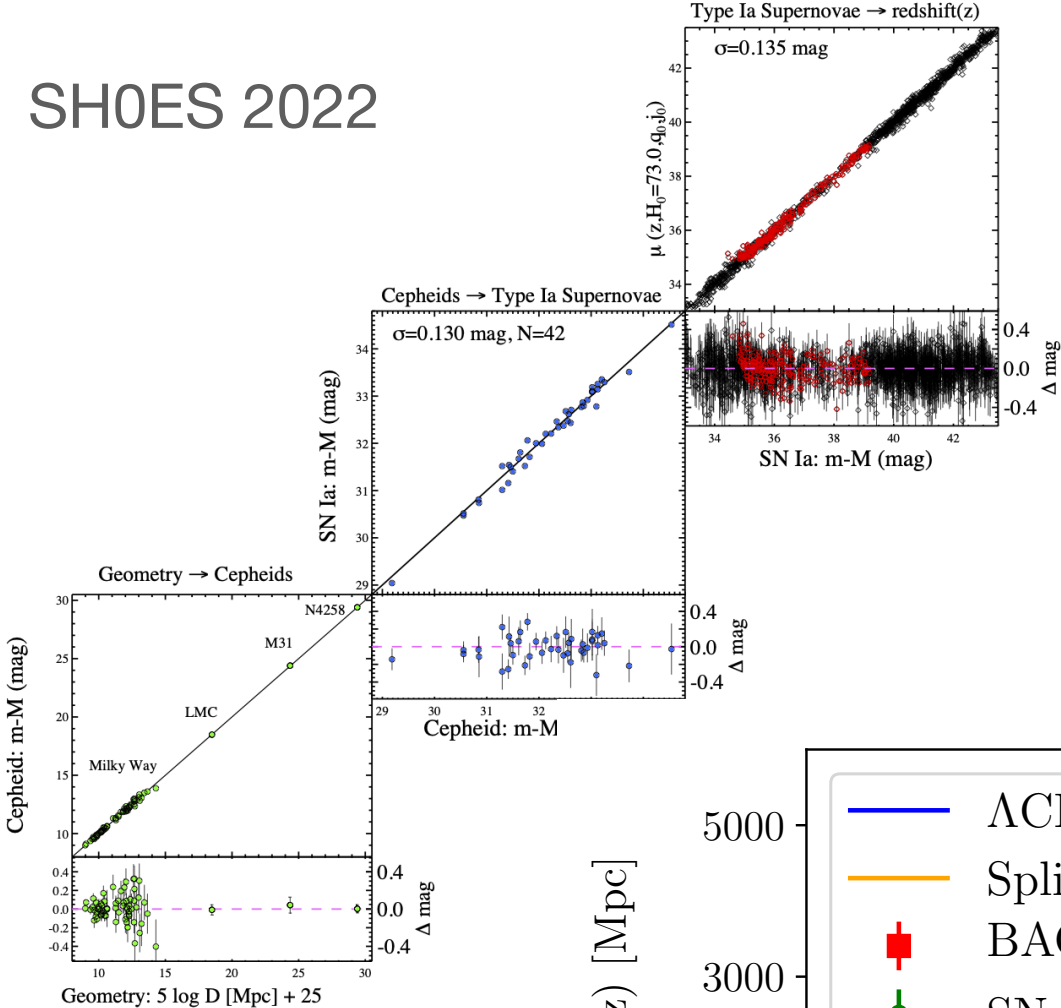 SH0ES 2022
Type Ia Supernovae → redshift(z)
σ=0.135 mag
μ (z,H₀=73.0,q₀,j₀)
42
40
38
36
34
0.4
0.0
-0.4
Δ mag
34 36 38 40 42
SN Ia: m-M (mag)
Cepheids → Type Ia Supernovae
σ=0.130 mag, N=42
SN Ia: m-M (mag)
34
33
32
31
30
29
0.4
0.0
-0.4
Δ mag
29 30 31 32
Cepheid: m-M
Geometry → Cepheids
N4258
M31
LMC
Milky Way
Cepheid: m-M (mag)
30
25
20
15
10
0.4
0.2
0.0
-0.2
-0.4
0.4
0.0
-0.4
Δ mag
10 15 20 25 30
Geometry: 5 log D [Mpc] + 25
5000
3000
z) [Mpc]
ΛC
Spli
BAO
SN